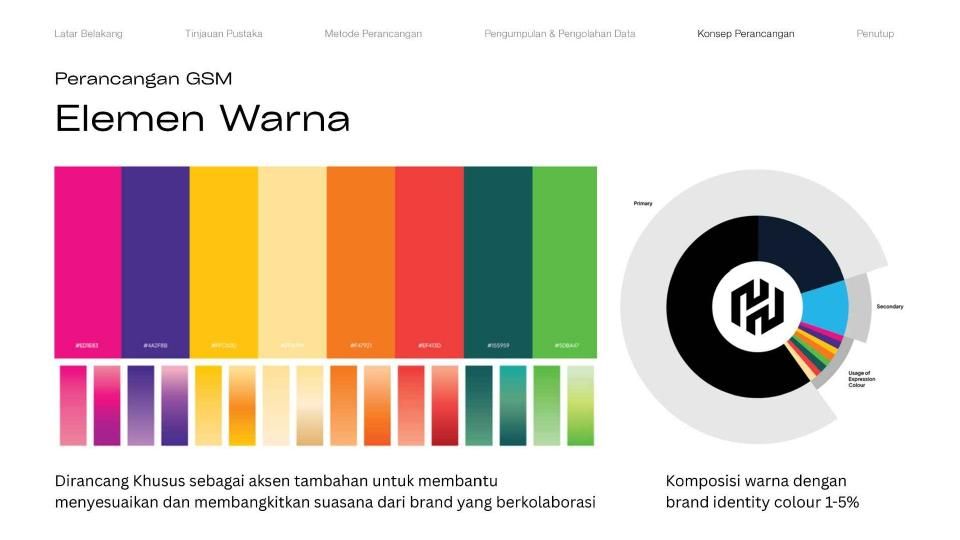 Latar Belakang
Tinjauan Pustaka
Metode Perancangan
Pengumpulan & Pengolahan Data
Konsep Perancangan
Penutup
Perancangan GSM
Elemen Warna
#4A2F8B
#F47921
#EF413D
#155959
#5DBA47
Primary
Secondary
Usage of
Expression
Colour
Dirancang Khusus sebagai aksen tambahan untuk membantu
menyesuaikan dan membangkitkan suasana dari brand yang berkolaborasi
Komposisi warna dengan
brand identity colour 1-5%